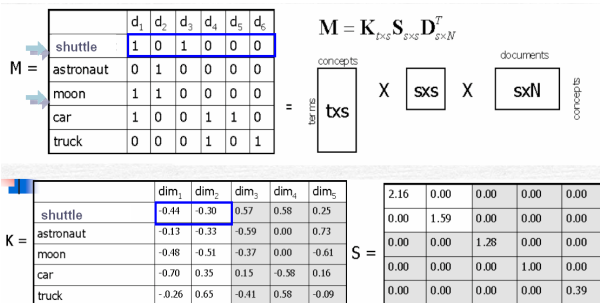 d1 d2 d3 d4 d5 d6
shuttle 1 0 1 0 0 0
astronaut 0 1 0 0 0 0
moon 1 1 0 0 0 0
car 1 0 0 1 1 0
truck 0 0 0 1 0 1
M =
=
M = K t×s S s×s D T s×N
concepts
terms
txs
X
sxs
X
documents
sxN
concepts
dim1 dim2 dim3 dim4 dim5
shuttle -0.44 -0.30 0.57 0.58 0.25
astronaut -0.13 -0.33 -0.59 0.00 0.73
moon -0.48 -0.51 -0.37 0.00 -0.61
car -0.70 0.35 0.15 -0.58 0.16
truck -.0.26 0.65 -0.41 0.58 -0.09
K =
S =
2.16 0.00 0.00 0.00 0.00
0.00 1.59 0.00 0.00 0.00
0.00 0.00 1.28 0.00 0.00
0.00 0.00 0.00 1.00 0.00
0.00 0.00 0.00 0.00 0.39